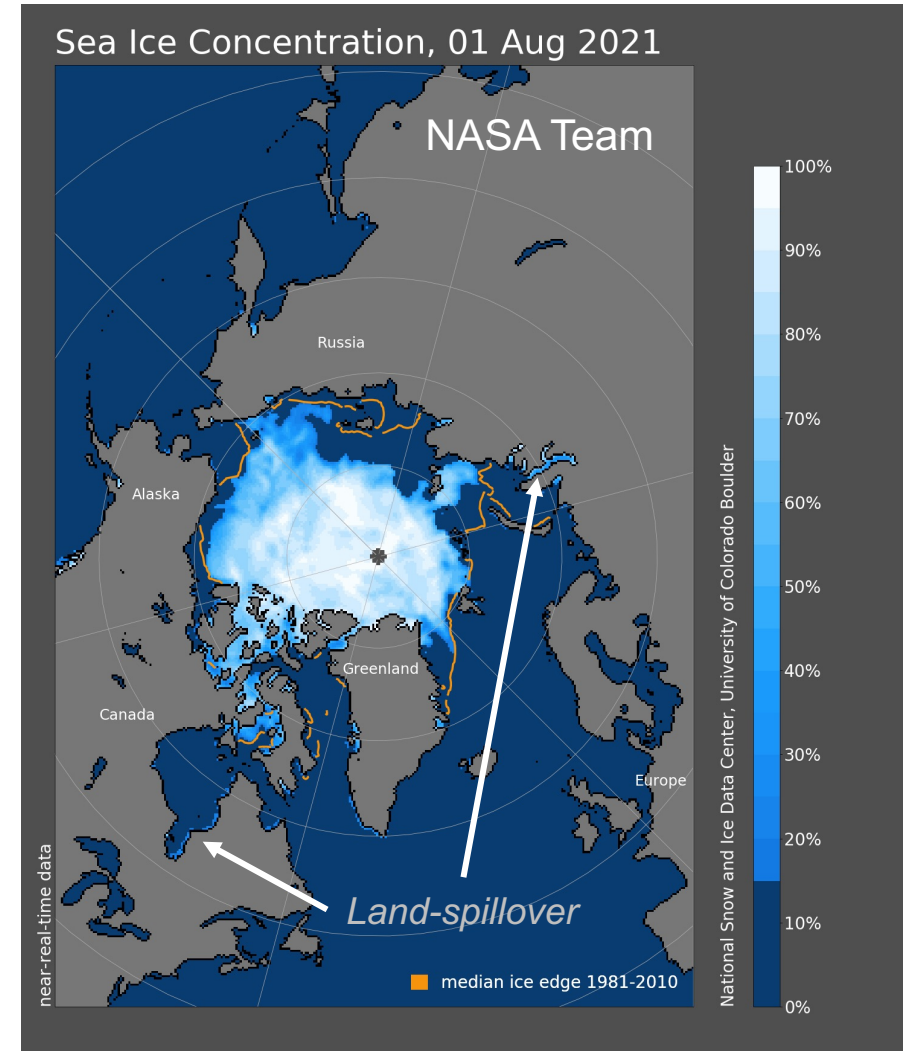 Sea Ice Concentration, 01 Aug 2021
NASA Team
100%
90%
80%
70%
60%
50%
40%
30%
20%
10%
0%
Russia
Alaska
Greenland
Canada
Europe
Land-spillover
median ice edge 1981-2010
near-real-time data
National Snow and Ice Data Center, University of Colorado Boulder